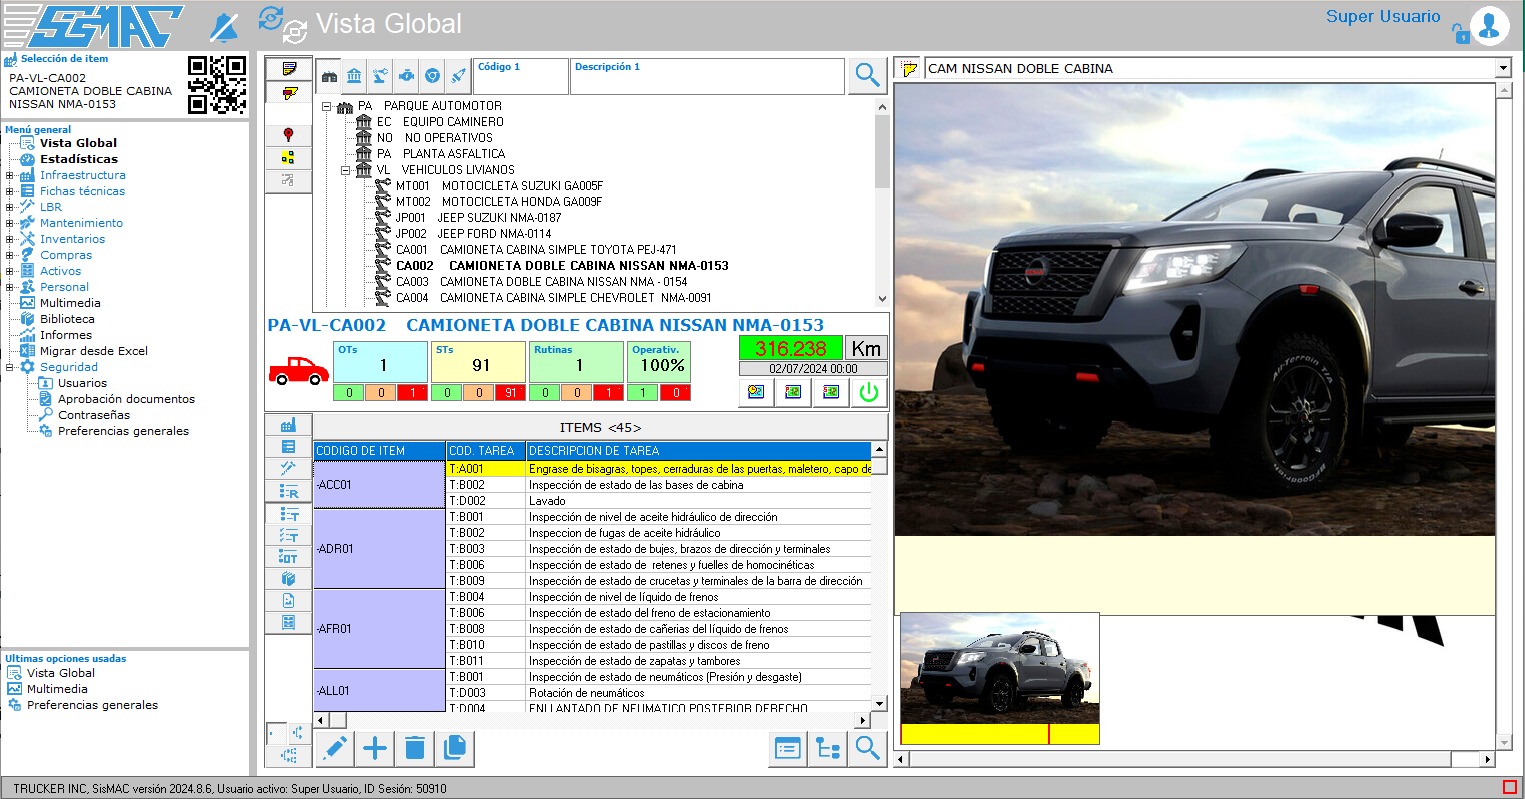 SisMAC
Vista Global
Super Usuario
Selección de item
PA-VL-CA002
CAMIONETA DOBLE CABINA
NISSAN NMA-0153
Menú general
Vista Global
Estadísticas
Infraestructura
Fichas técnicas
LBR
Mantenimiento
Inventarios
Compras
Activos
Personal
Multimedia
Biblioteca
Informes
Migrar desde Excel
Seguridad
Usuarios
Aprobación documentos
Contraseñas
Preferencias generales
Ultimas opciones usadas
Vista Global
Multimedia
Preferencias generales
Código 1
Descripción 1
PA PARQUE AUTOMOTOR
EC EQUIPO CAMINERO
NO NO OPERATIVOS
PA PLANTA ASFALTICA
VL VEHICULOS LIVIANOS
MT001 MOTOCICLETA SUZUKI GA005F
MT002 MOTOCICLETA HONDA GA009F
JP001 JEEP SUZUKI NMA-0187
JP002 JEEP FORD NMA-0114
CA001 CAMIONETA CABINA SIMPLE TOYOTA PEJ-471
CA002 CAMIONETA DOBLE CABINA NISSAN NMA-0153
CA003 CAMIONETA DOBLE CABINA NISSAN NMA - 0154
CA004 CAMIONETA CABINA SIMPLE CHEVROLET NMA-0091
PA-VL-CA002 CAMIONETA DOBLE CABINA NISSAN NMA-0153
OTs
1
0 0 1
STs
91
0 0 91
Rutinas
1
0 0 1
Operativ.
100%
1 0
316.238 Km
02/07/2024 00:00
ITEMS <45>
CODIGO DE ITEM COD. TAREA DESCRIPCION DE TAREA
-ACC01 T:A001 Engrase de bisagras, topes, cerraduras de las puertas, maletero, capo de
T:B002 Inspección de estado de las bases de cabina
T:D002 Lavado
-ADR01 T:B001 Inspección de nivel de aceite hidráulico de dirección
T:B002 Inspeccion de fugas de aceite hidráulico
T:B003 Inspección de estado de bujes, brazos de dirección y terminales
T:B006 Inspección de estado de retenes y fuelles de homocinéticas
T:B009 Inspección de estado de crucetas y terminales de la barra de dirección
-AFR01 T:B004 Inspección de nivel de líquido de frenos
T:B006 Inspección de estado del freno de estacionamiento
T:B008 Inspección de estado de cañerias del líquido de frenos
T:B010 Inspección de estado de pastillas y discos de freno
T:B011 Inspección de estado de zapatas y tambores
-ALL01 T:B001 Inspección de estado de neumáticos (Presión y desgaste)
T:D003 Rotación de neumáticos
T:D004 ENLLANTADO DE NEUMATICO POSTERIOR DERECHO
CAM NISSAN DOBLE CABINA
NISSAN
All-Terrain T/A
BFGoodrich
TRUCKER INC, SisMAC versión 2024.8.6, Usuario activo: Super Usuario, ID Sesión: 50910